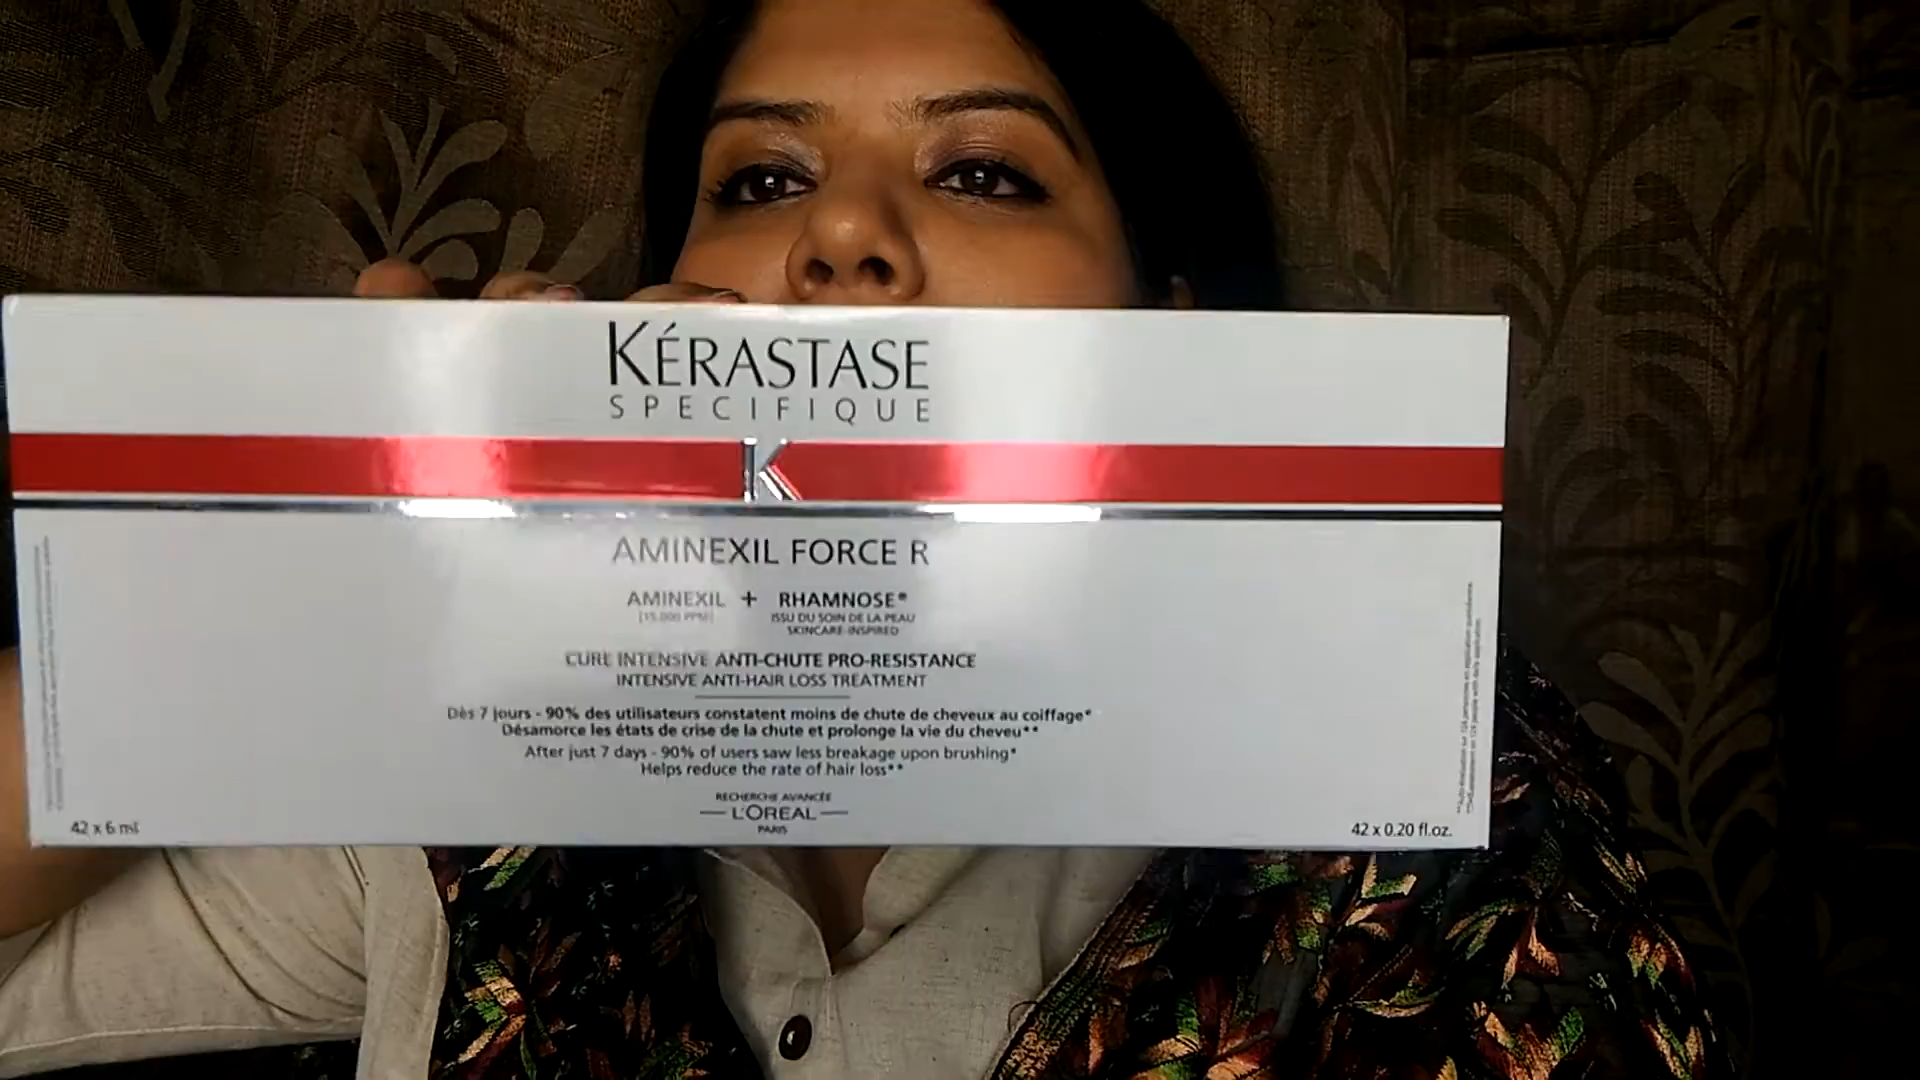 KÉRASTASE
SPECIFIQUE
K
AMINEXIL FORCE R
AMINEXIL + RHAMNOSE*
[15.000 PPM] ISSU DU SOIN DE LA PEAU
SKINCARE-INSPIRED
CURE INTENSIVE ANTI-CHUTE PRO-RESISTANCE
INTENSIVE ANTI-HAIR LOSS TREATMENT
Dès 7 jours - 90% des utilisateurs constatent moins de chute de cheveux au coiffage*
Désamorce les états de crise de la chute et prolonge la vie du cheveu**
After just 7 days - 90% of users saw less breakage upon brushing*
Helps reduce the rate of hair loss**
RECHERCHE AVANCÉE
L'ORÉAL
PARIS
42 x 6 ml
42 x 0.20 fl.oz.